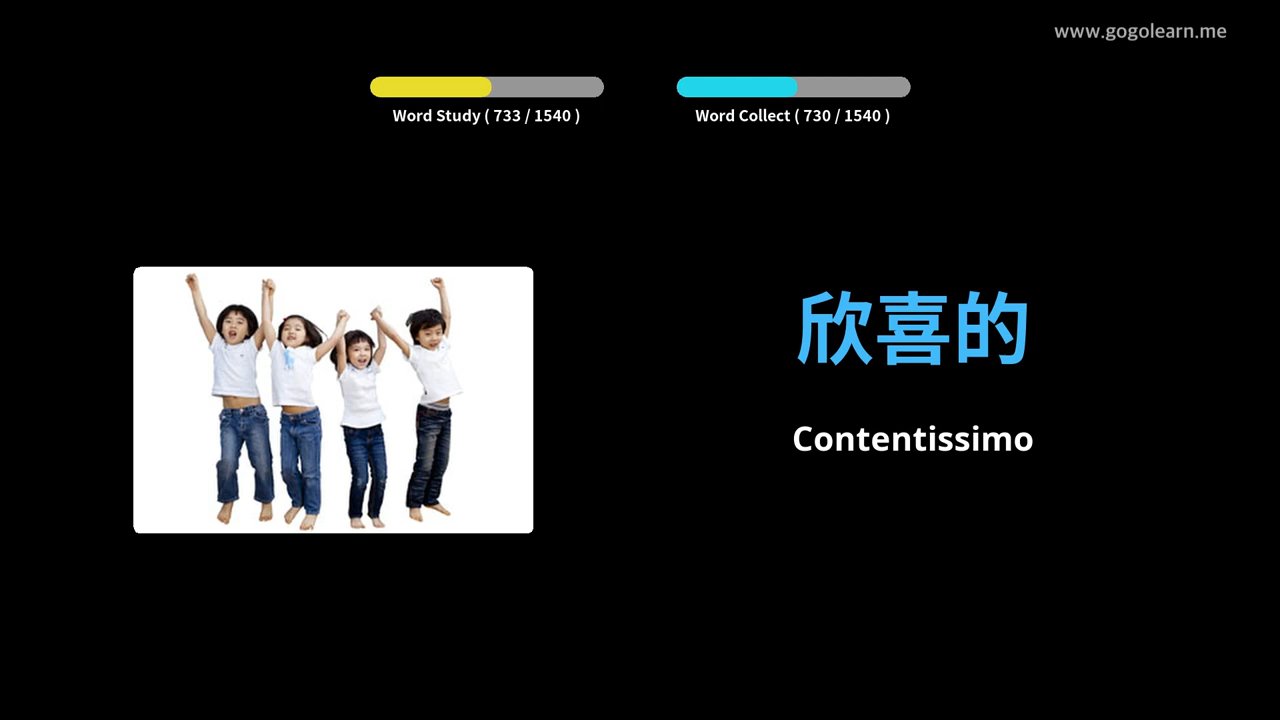 www.gogolearn.me
Word Study ( 733 / 1540 )
Word Collect ( 730 / 1540 )
欣喜的
Contentissimo